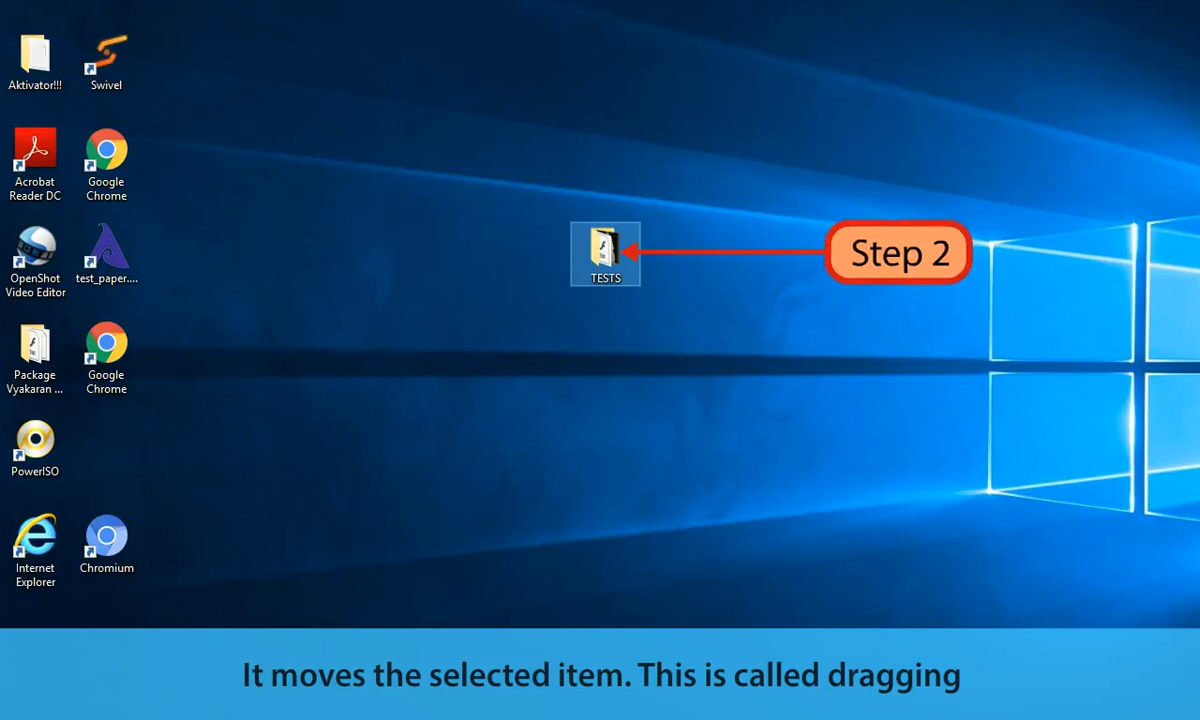 Aktivator!!!
Swivel
Acrobat
Reader DC
Google
Chrome
OpenShot
Video Editor
test_paper....
Package
Vyakaran ...
Google
Chrome
PowerISO
Internet
Explorer
Chromium
TESTS
Step 2
It moves the selected item. This is called dragging